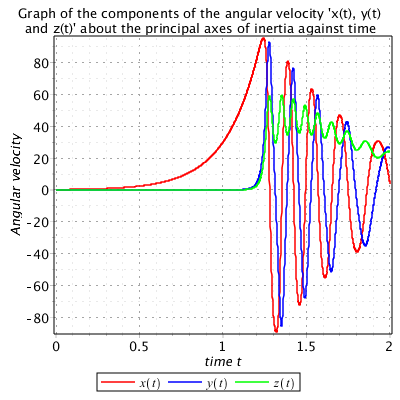 Graph of the components of the angular velocity 'x(t), y(t)
and z(t)' about the principal axes of inertia against time
80
60
40
20
0
-20
-40
-60
-80
Angular velocity
0
0.5
1
1.5
2
time t
x(t) y(t) z(t)